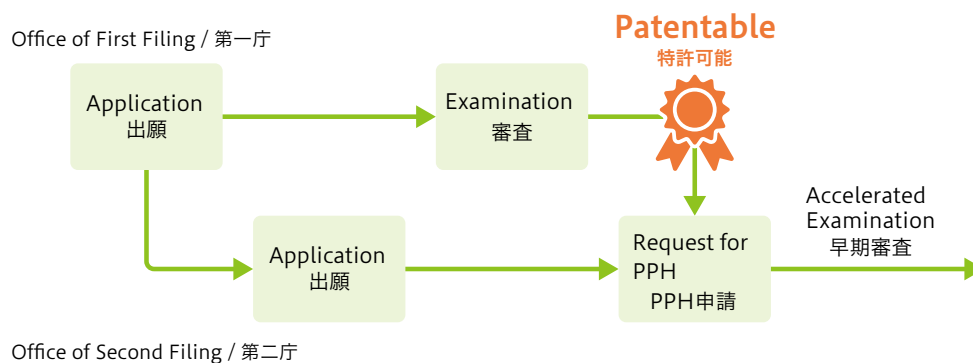 Office of First Filing / 第一庁
Patentable
特許可能
Application
出願
Examination
審査
Application
出願
Request for
PPH
PPH申請
Accelerated
Examination
早期審査
Office of Second Filing / 第二庁